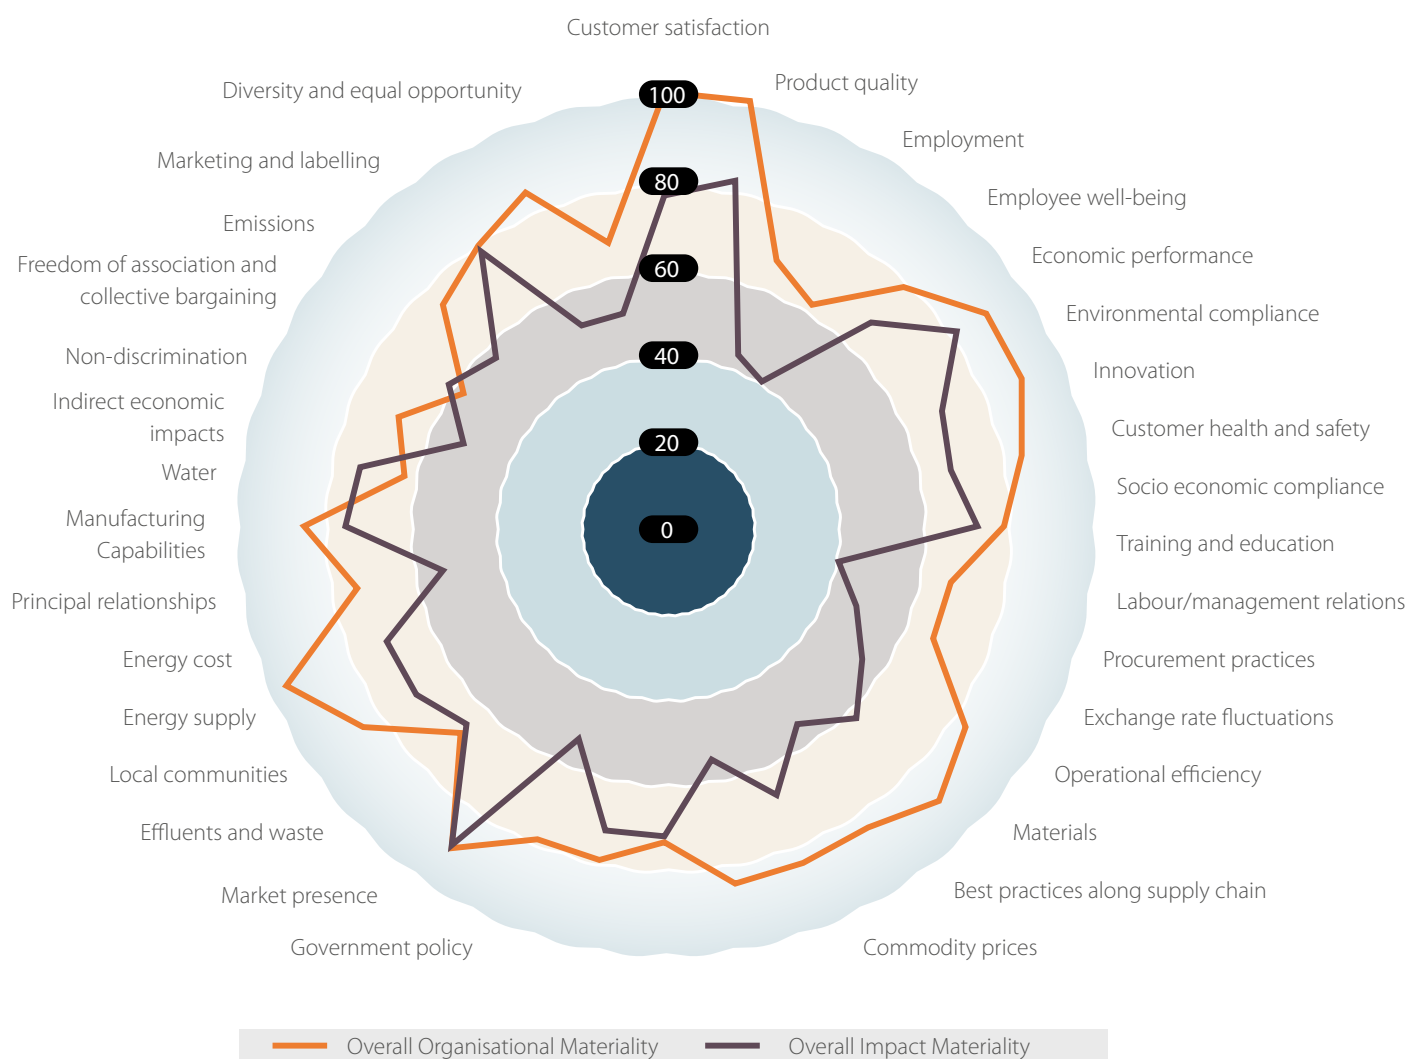 Customer satisfaction
Product quality
Employment
Employee well-being
Economic performance
Environmental compliance
Innovation
Customer health and safety
Socio economic compliance
Training and education
Labour/management relations
Procurement practices
Exchange rate fluctuations
Operational efficiency
Materials
Best practices along supply chain
Commodity prices
Government policy
Market presence
Effluents and waste
Local communities
Energy supply
Energy cost
Principal relationships
Manufacturing
Capabilities
Water
Indirect economic
impacts
Non-discrimination
Freedom of association and
collective bargaining
Emissions
Marketing and labelling
Diversity and equal opportunity
100
80
60
40
20
0
Overall Organisational Materiality
Overall Impact Materiality